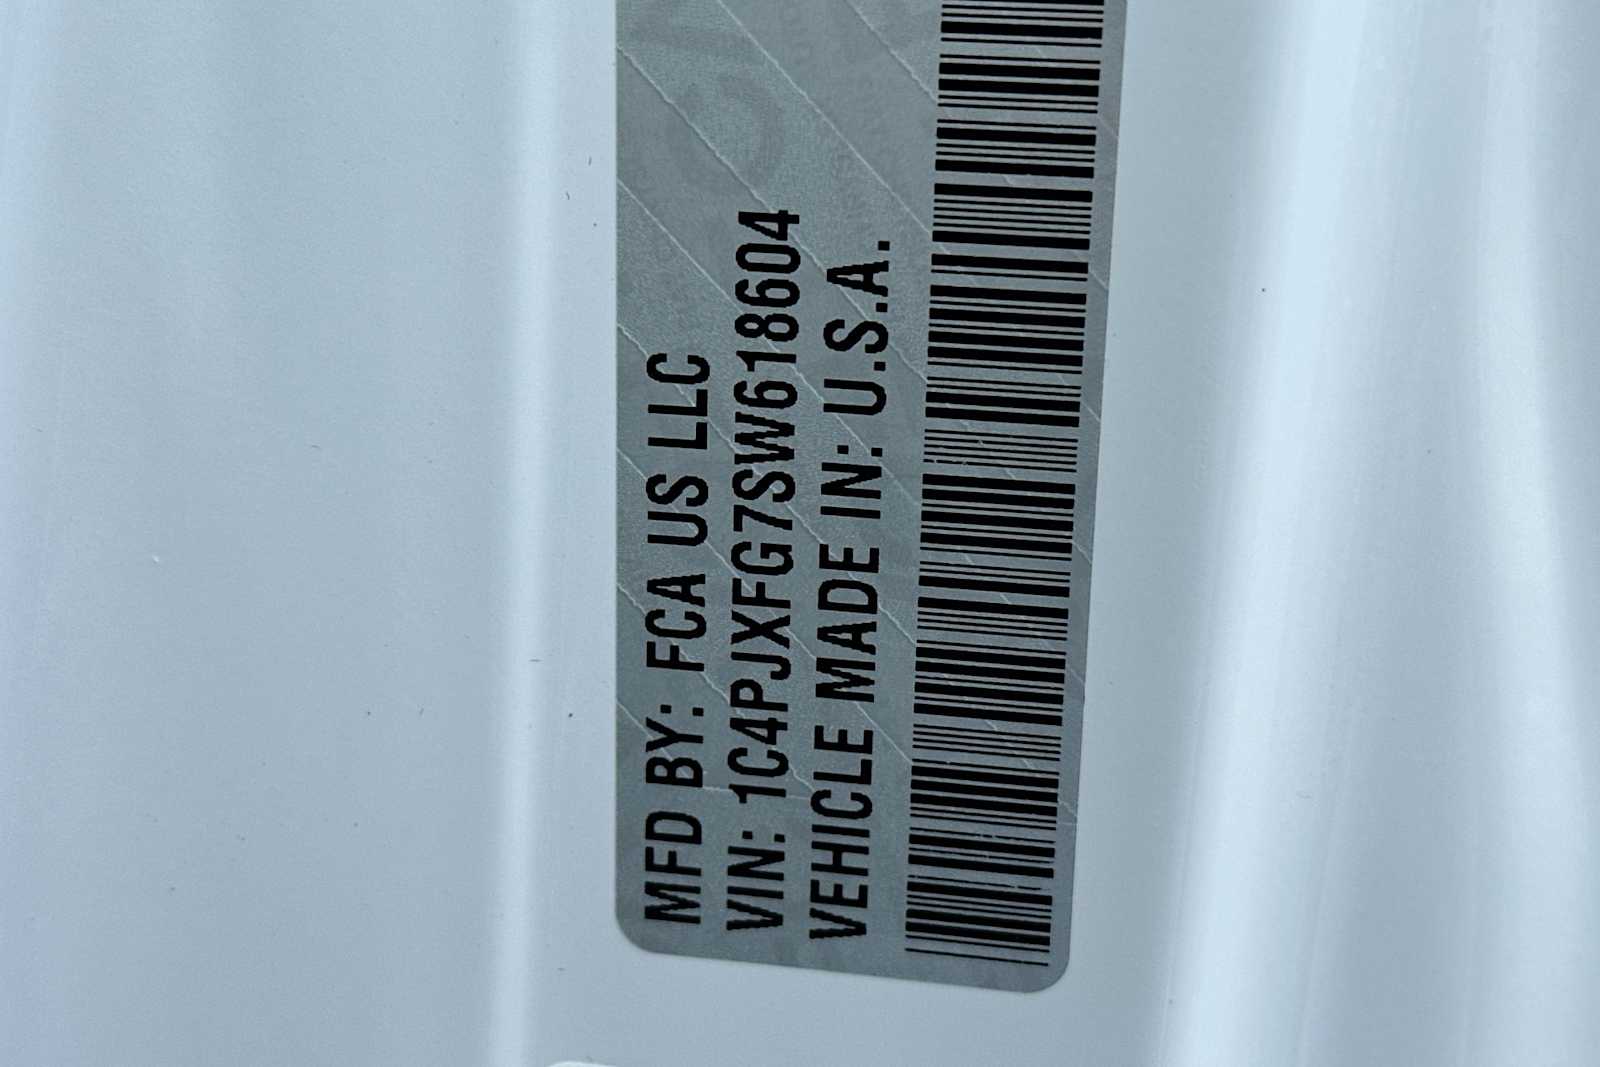 MFD BY: FCA US LLC
VIN: 1C4PJXFG7SW618604
VEHICLE MADE IN: U.S.A.